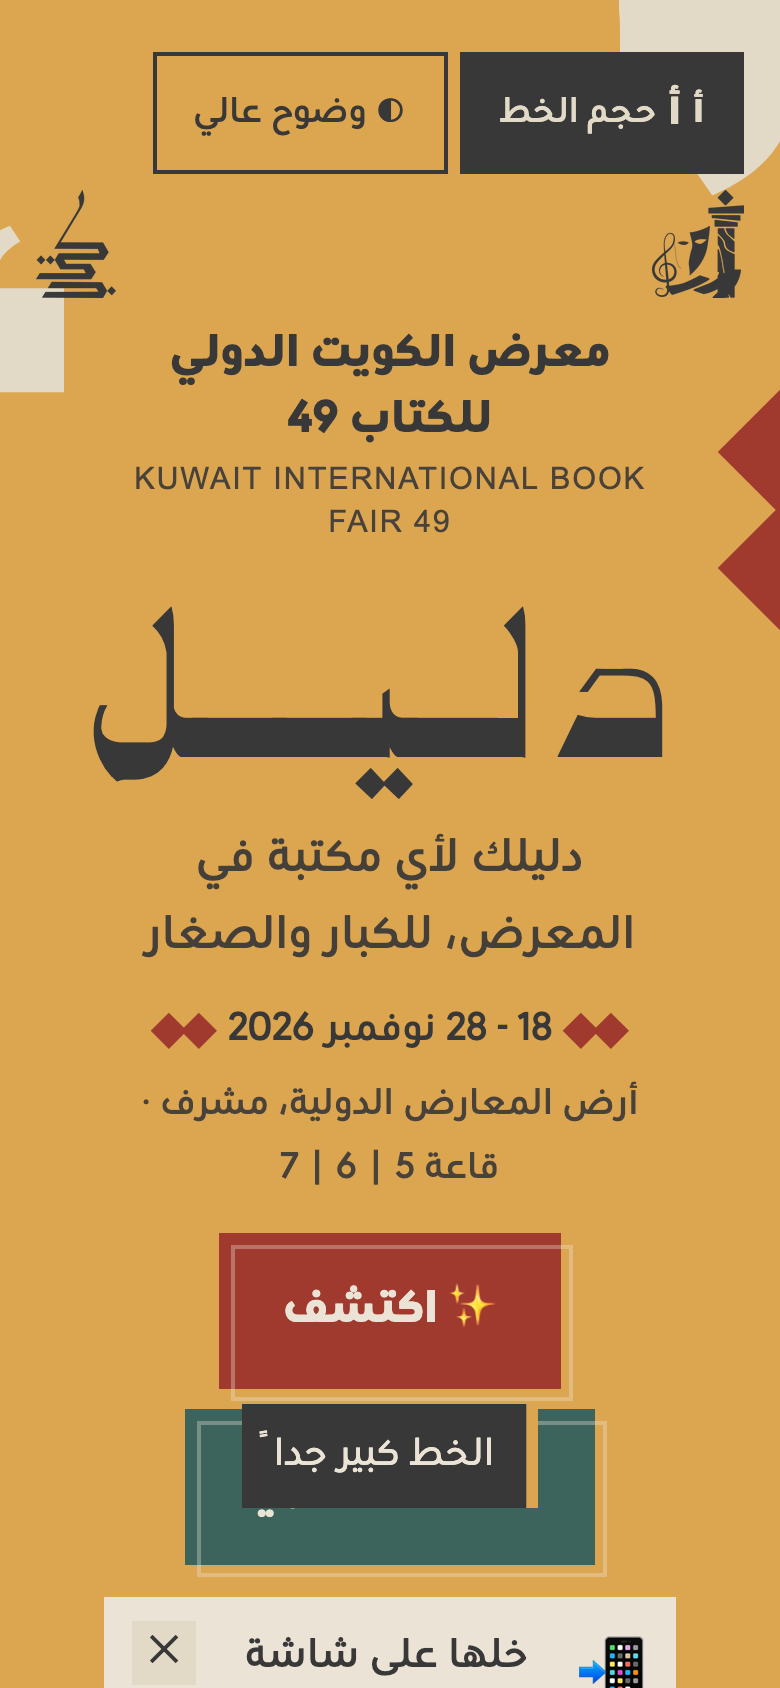 أ أ حجم الخط
وضوح عالي
معرض الكويت الدولي
للكتاب 49
KUWAIT INTERNATIONAL BOOK
FAIR 49
دليل
دليلك لأي مكتبة في
المعرض، للكبار والصغار
18 - 28 نوفمبر 2026
أرض المعارض الدولية، مشرف ·
قاعة 5 | 6 | 7
اكتشف
الخط كبير جداً
خلها على شاشة